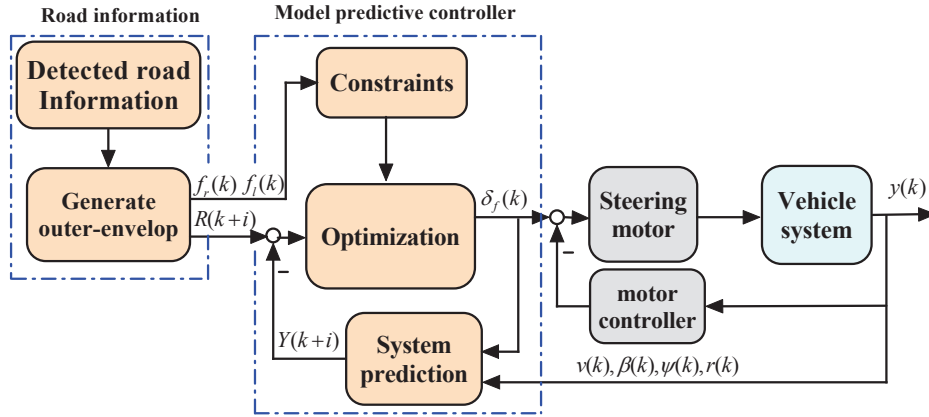 Road information
Model predictive controller
Detected road
Information
Generate
outer-envelop
f_r(k) f_l(k)
R(k+i)
Constraints
Optimization
δ_f(k)
−
Y(k+i)
System
prediction
Steering
motor
Vehicle
system
y(k)
−
motor
controller
v(k), β(k), ψ(k), r(k)